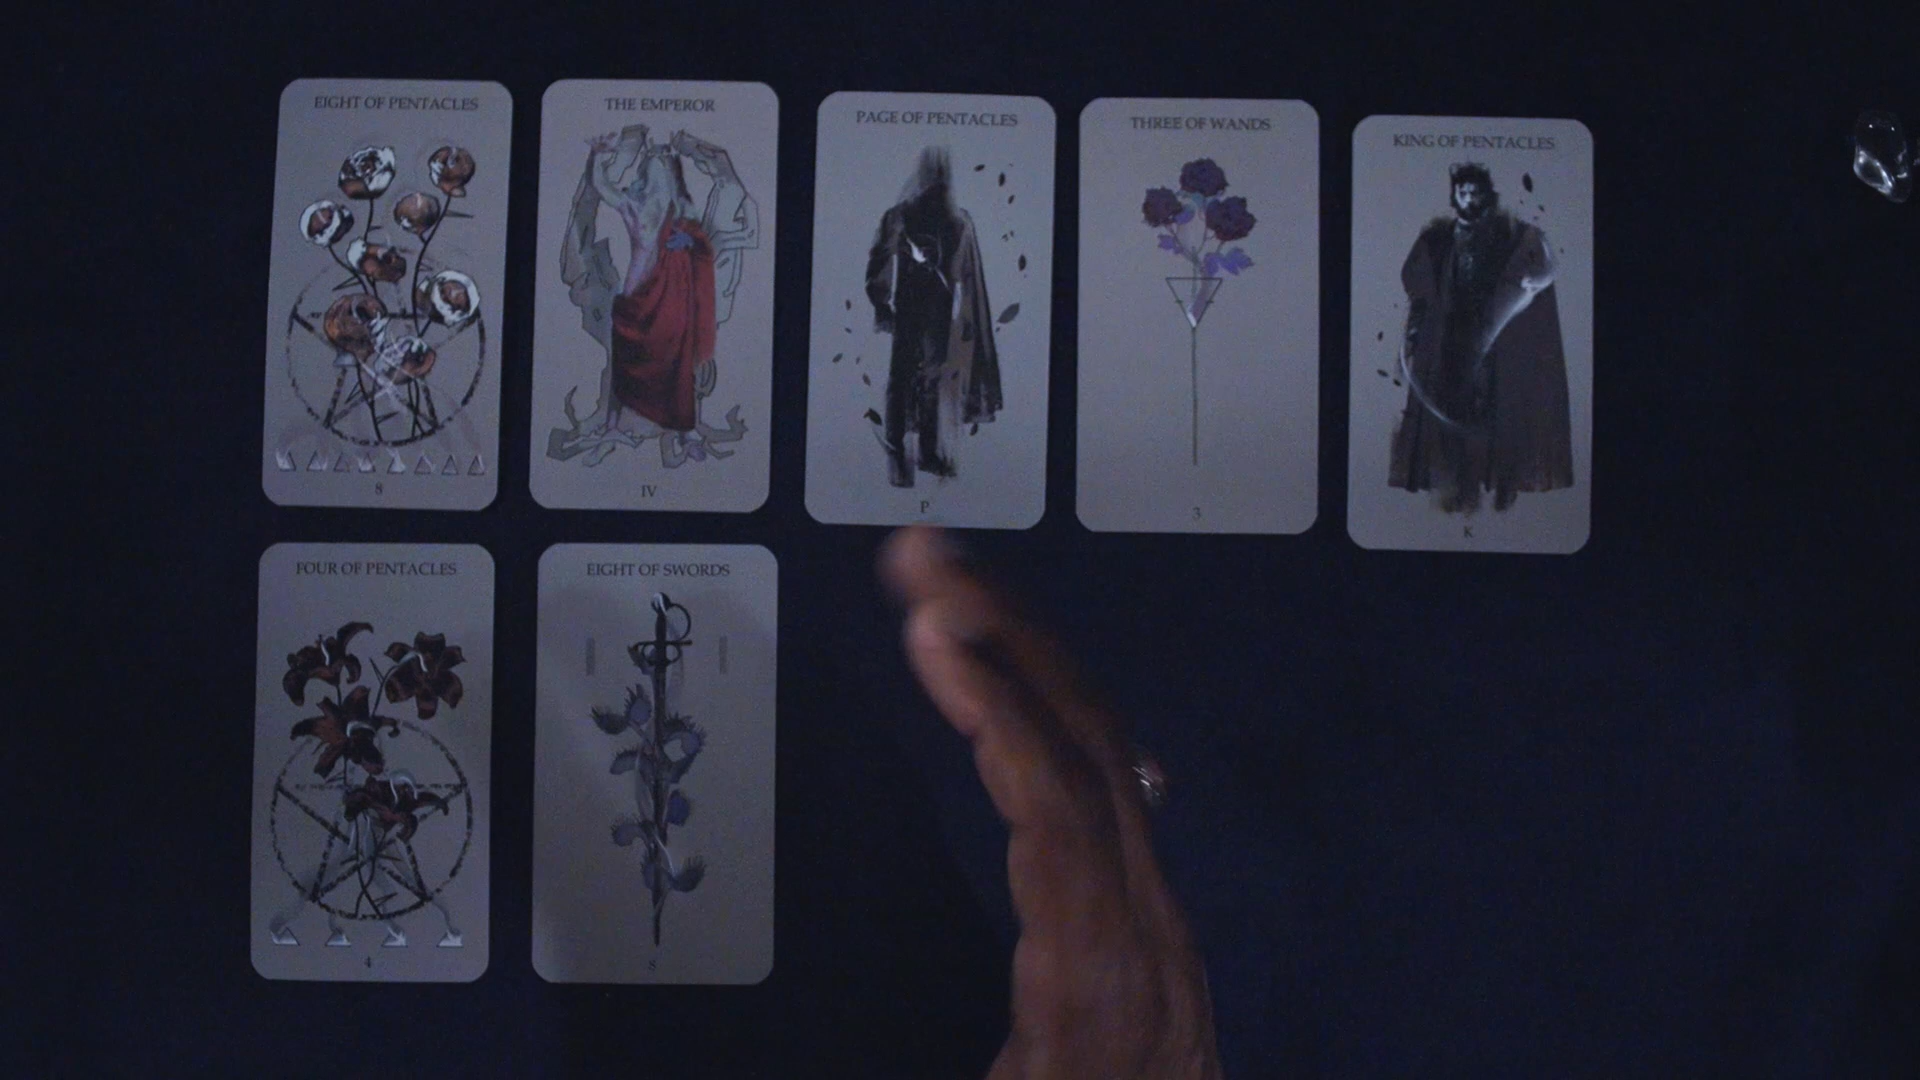 EIGHT OF PENTACLES
8
THE EMPEROR
IV
PAGE OF PENTACLES
P
THREE OF WANDS
3
KING OF PENTACLES
K
FOUR OF PENTACLES
4
EIGHT OF SWORDS
8